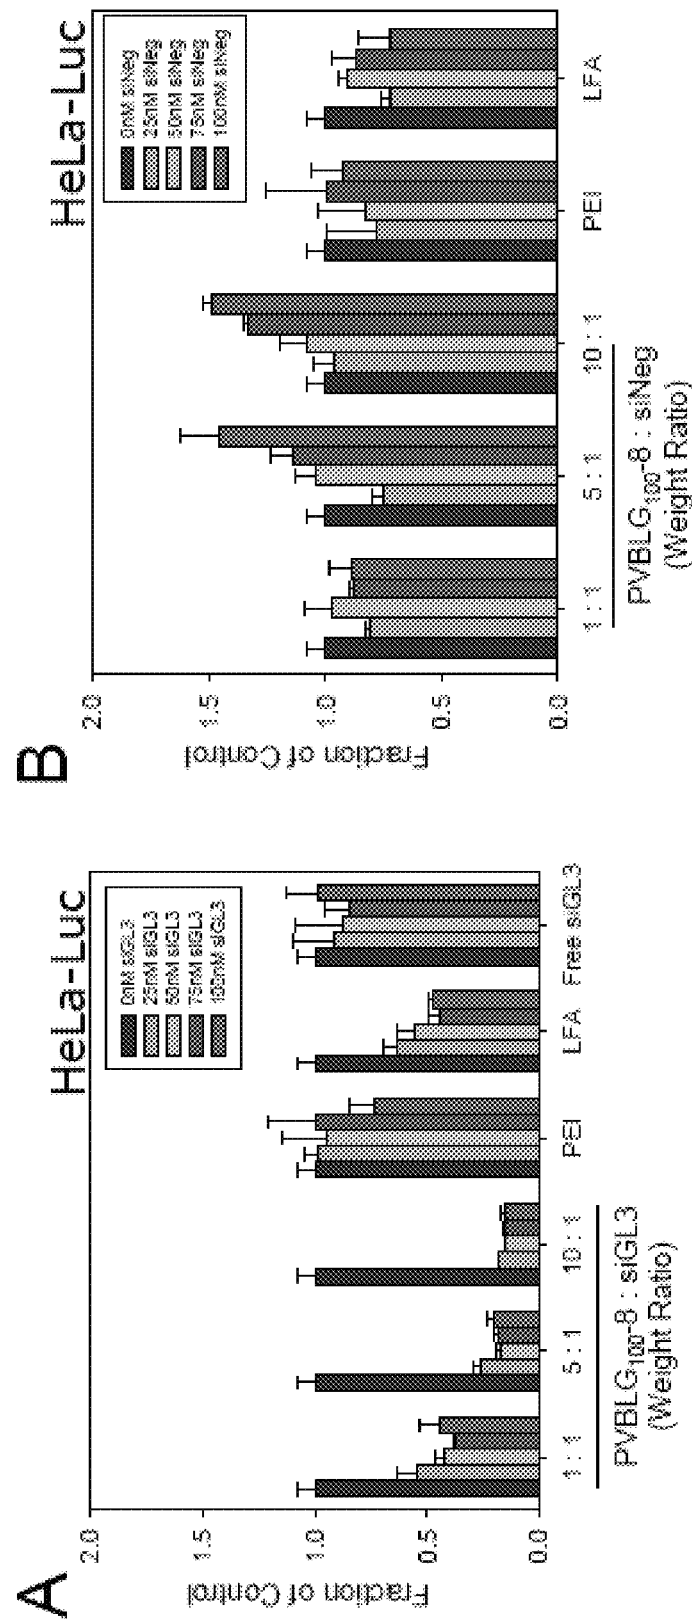 A
HeLa-Luc
0nM siGL3
25nM siGL3
50nM siGL3
75nM siGL3
100nM siGL3
Fraction of Control
2.0
1.5
1.0
0.5
0.0
1 : 1
5 : 1
10 : 1
PEI
LFA
Free siGL3
PVBLG100-8 : siGL3
(Weight Ratio)
B
HeLa-Luc
0nM siNeg
25nM siNeg
50nM siNeg
75nM siNeg
100nM siNeg
Fraction of Control
2.0
1.5
1.0
0.5
0.0
1 : 1
5 : 1
10 : 1
PEI
LFA
PVBLG100-8 : siNeg
(Weight Ratio)